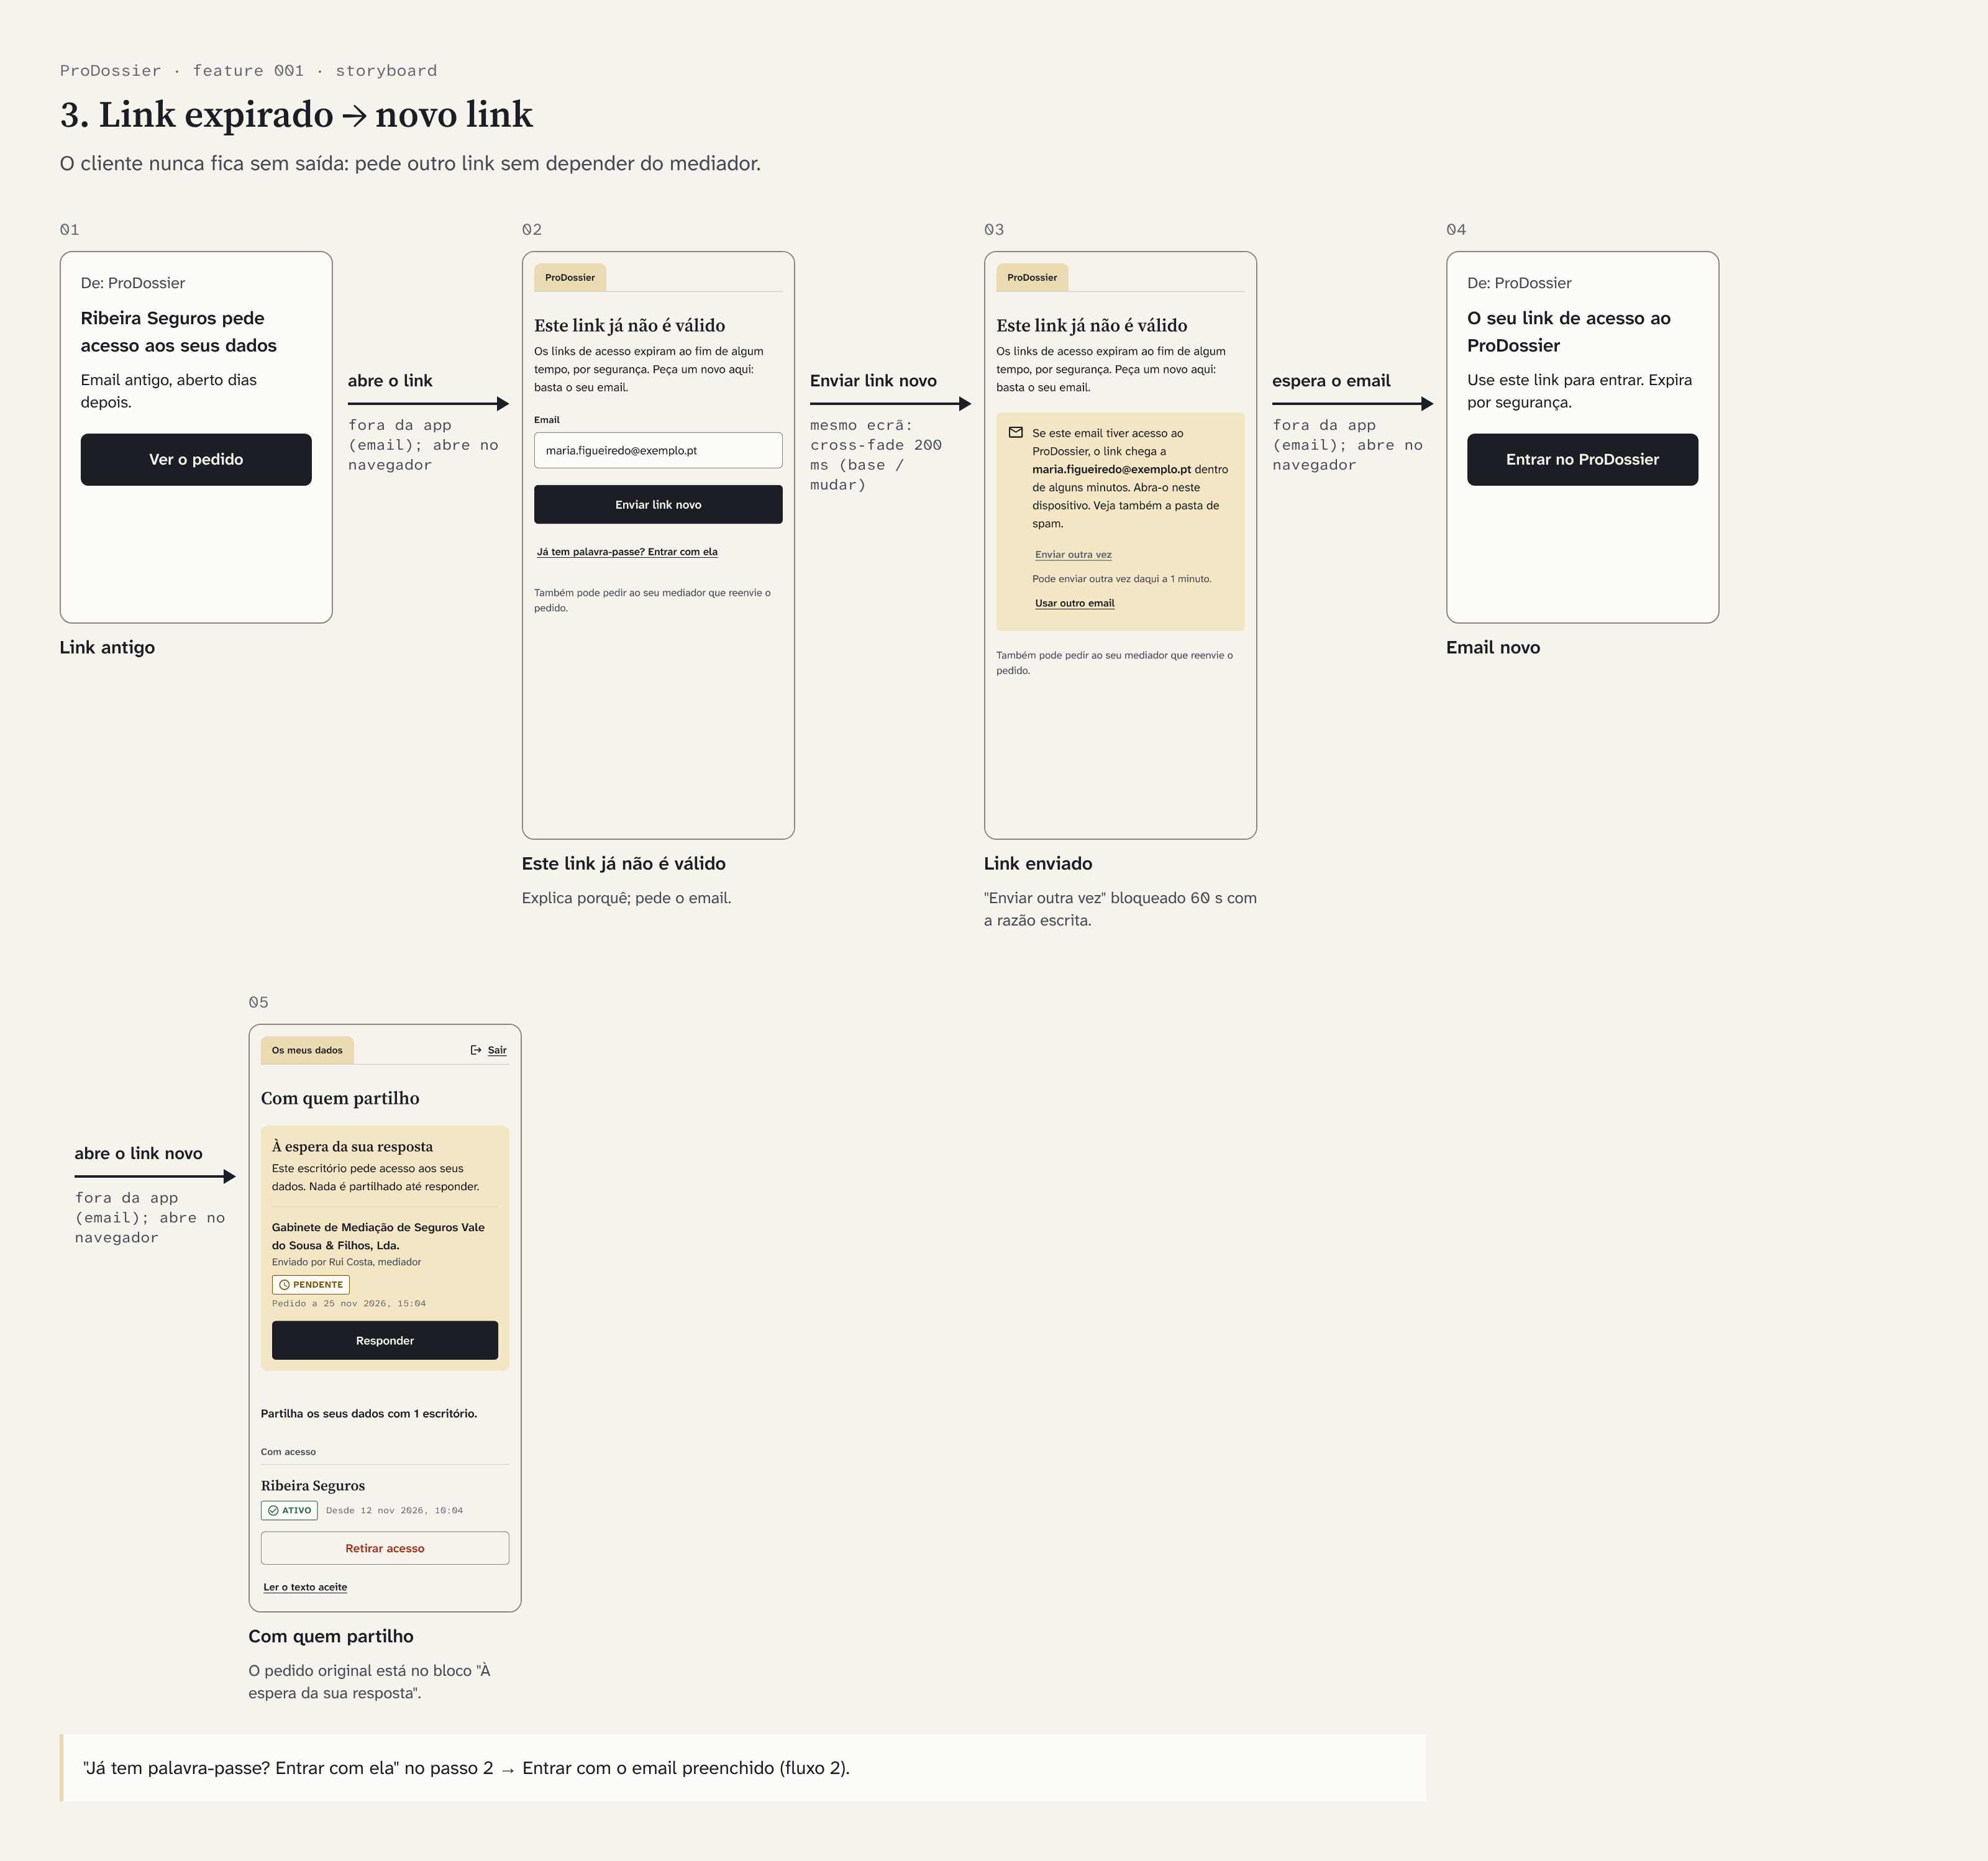 ProDossier · feature 001 · storyboard
3. Link expirado → novo link
O cliente nunca fica sem saída: pede outro link sem depender do mediador.
01
De: ProDossier
Ribeira Seguros pede
acesso aos seus dados
Email antigo, aberto dias
depois.
Ver o pedido
Link antigo
abre o link
fora da app
(email); abre no
navegador
02
ProDossier
Este link já não é válido
Os links de acesso expiram ao fim de algum
tempo, por segurança. Peça um novo aqui:
basta o seu email.
Email
maria.figueiredo@exemplo.pt
Enviar link novo
Já tem palavra-passe? Entrar com ela
Também pode pedir ao seu mediador que reenvie o
pedido.
Este link já não é válido
Explica porquê; pede o email.
Enviar link novo
mesmo ecrã:
cross-fade 200
ms (base /
mudar)
03
ProDossier
Este link já não é válido
Os links de acesso expiram ao fim de algum
tempo, por segurança. Peça um novo aqui:
basta o seu email.
Se este email tiver acesso ao
ProDossier, o link chega a
maria.figueiredo@exemplo.pt dentro
de alguns minutos. Abra-o neste
dispositivo. Veja também a pasta de
spam.
Enviar outra vez
Pode enviar outra vez daqui a 1 minuto.
Usar outro email
Também pode pedir ao seu mediador que reenvie o
pedido.
Link enviado
"Enviar outra vez" bloqueado 60 s com
a razão escrita.
espera o email
fora da app
(email); abre no
navegador
04
De: ProDossier
O seu link de acesso ao
ProDossier
Use este link para entrar. Expira
por segurança.
Entrar no ProDossier
Email novo
abre o link novo
fora da app
(email); abre no
navegador
05
Os meus dados
Sair
Com quem partilho
À espera da sua resposta
Este escritório pede acesso aos seus
dados. Nada é partilhado até responder.
Gabinete de Mediação de Seguros Vale
do Sousa & Filhos, Lda.
Enviado por Rui Costa, mediador
PENDENTE
Pedido a 25 nov 2026, 15:04
Responder
Partilha os seus dados com 1 escritório.
Com acesso
Ribeira Seguros
ATIVO Desde 12 nov 2026, 10:04
Retirar acesso
Ler o texto aceite
Com quem partilho
O pedido original está no bloco "À
espera da sua resposta".
"Já tem palavra-passe? Entrar com ela" no passo 2 → Entrar com o email preenchido (fluxo 2).